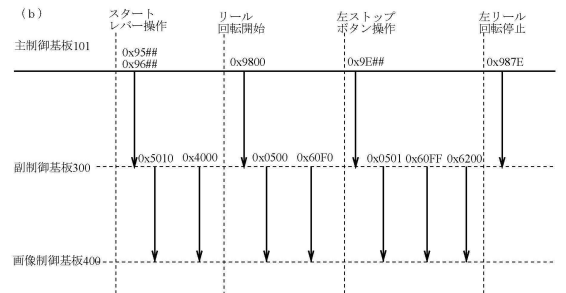 (b)
スタート
レバー操作
リール
回転開始
左ストップ
ボタン操作
左リール
回転停止
主制御基板101
0x95##
0x96##
0x9800
0x9E##
0x987E
副制御基板300
0x5010
0x4000
0x0500
0x60F0
0x0501
0x60FF
0x6200
画像制御基板400